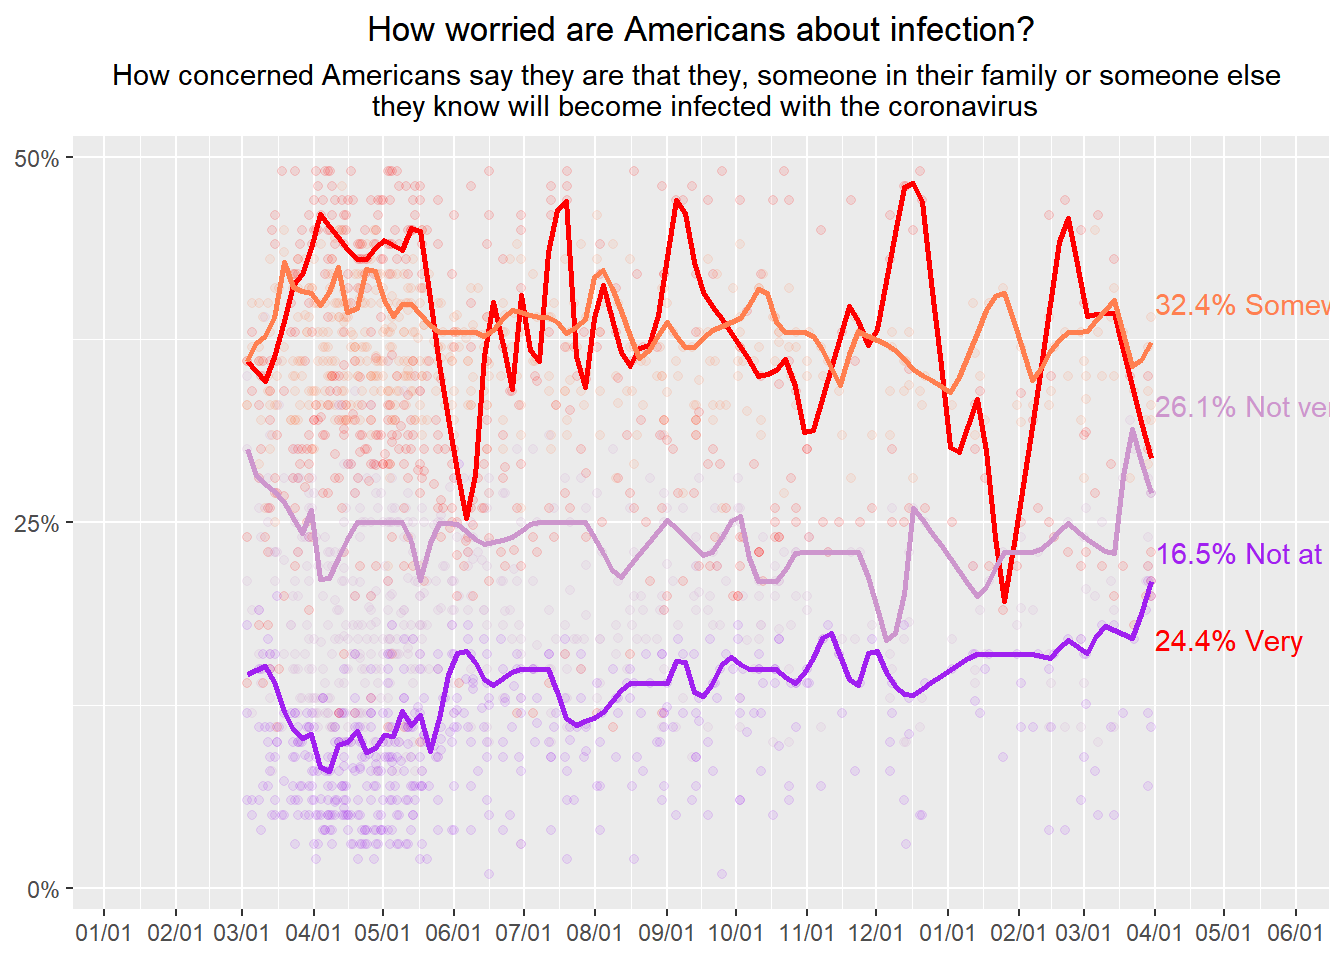 How worried are Americans about infection?
How concerned Americans say they are that they, someone in their family or someone else
they know will become infected with the coronavirus
50%
32.4% Somew
26.1% Not ver
25%
16.5% Not at
24.4% Very
0%
01/01 02/01 03/01 04/01 05/01 06/01 07/01 08/01 09/01 10/01 11/01 12/01 01/01 02/01 03/01 04/01 05/01 06/01